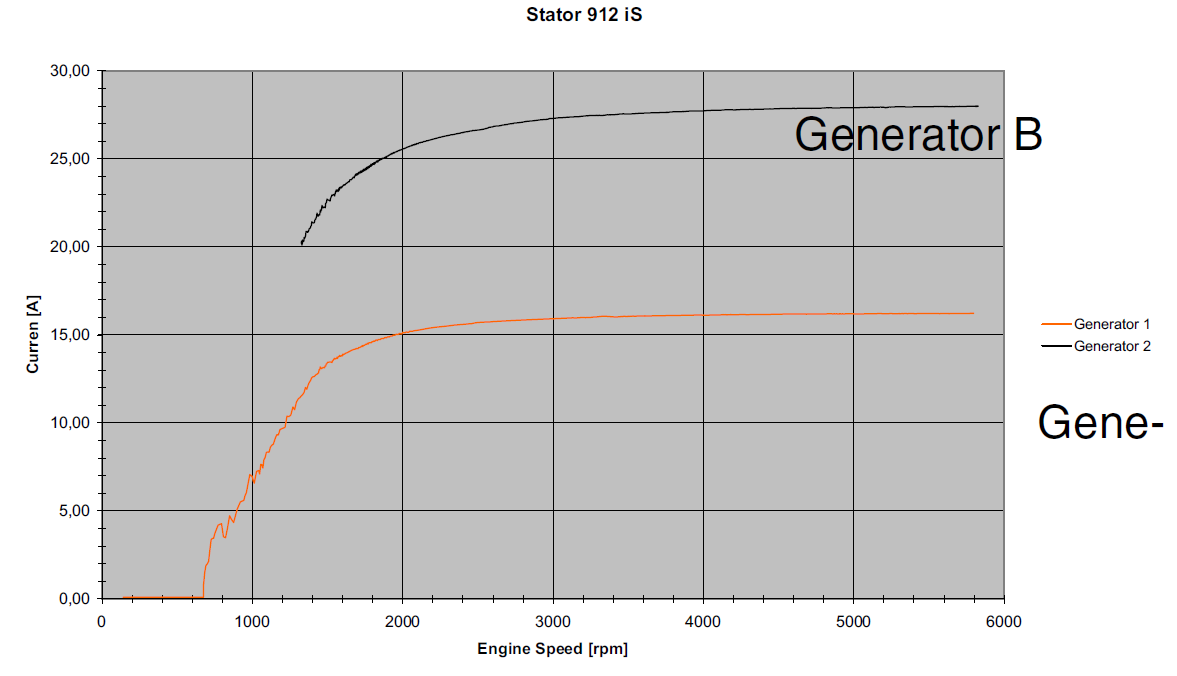 Stator 912 iS
30,00
25,00
20,00
15,00
10,00
5,00
0,00
Curren [A]
0 1000 2000 3000 4000 5000 6000
Engine Speed [rpm]
Generator B
Generator 1
Generator 2
Gene-